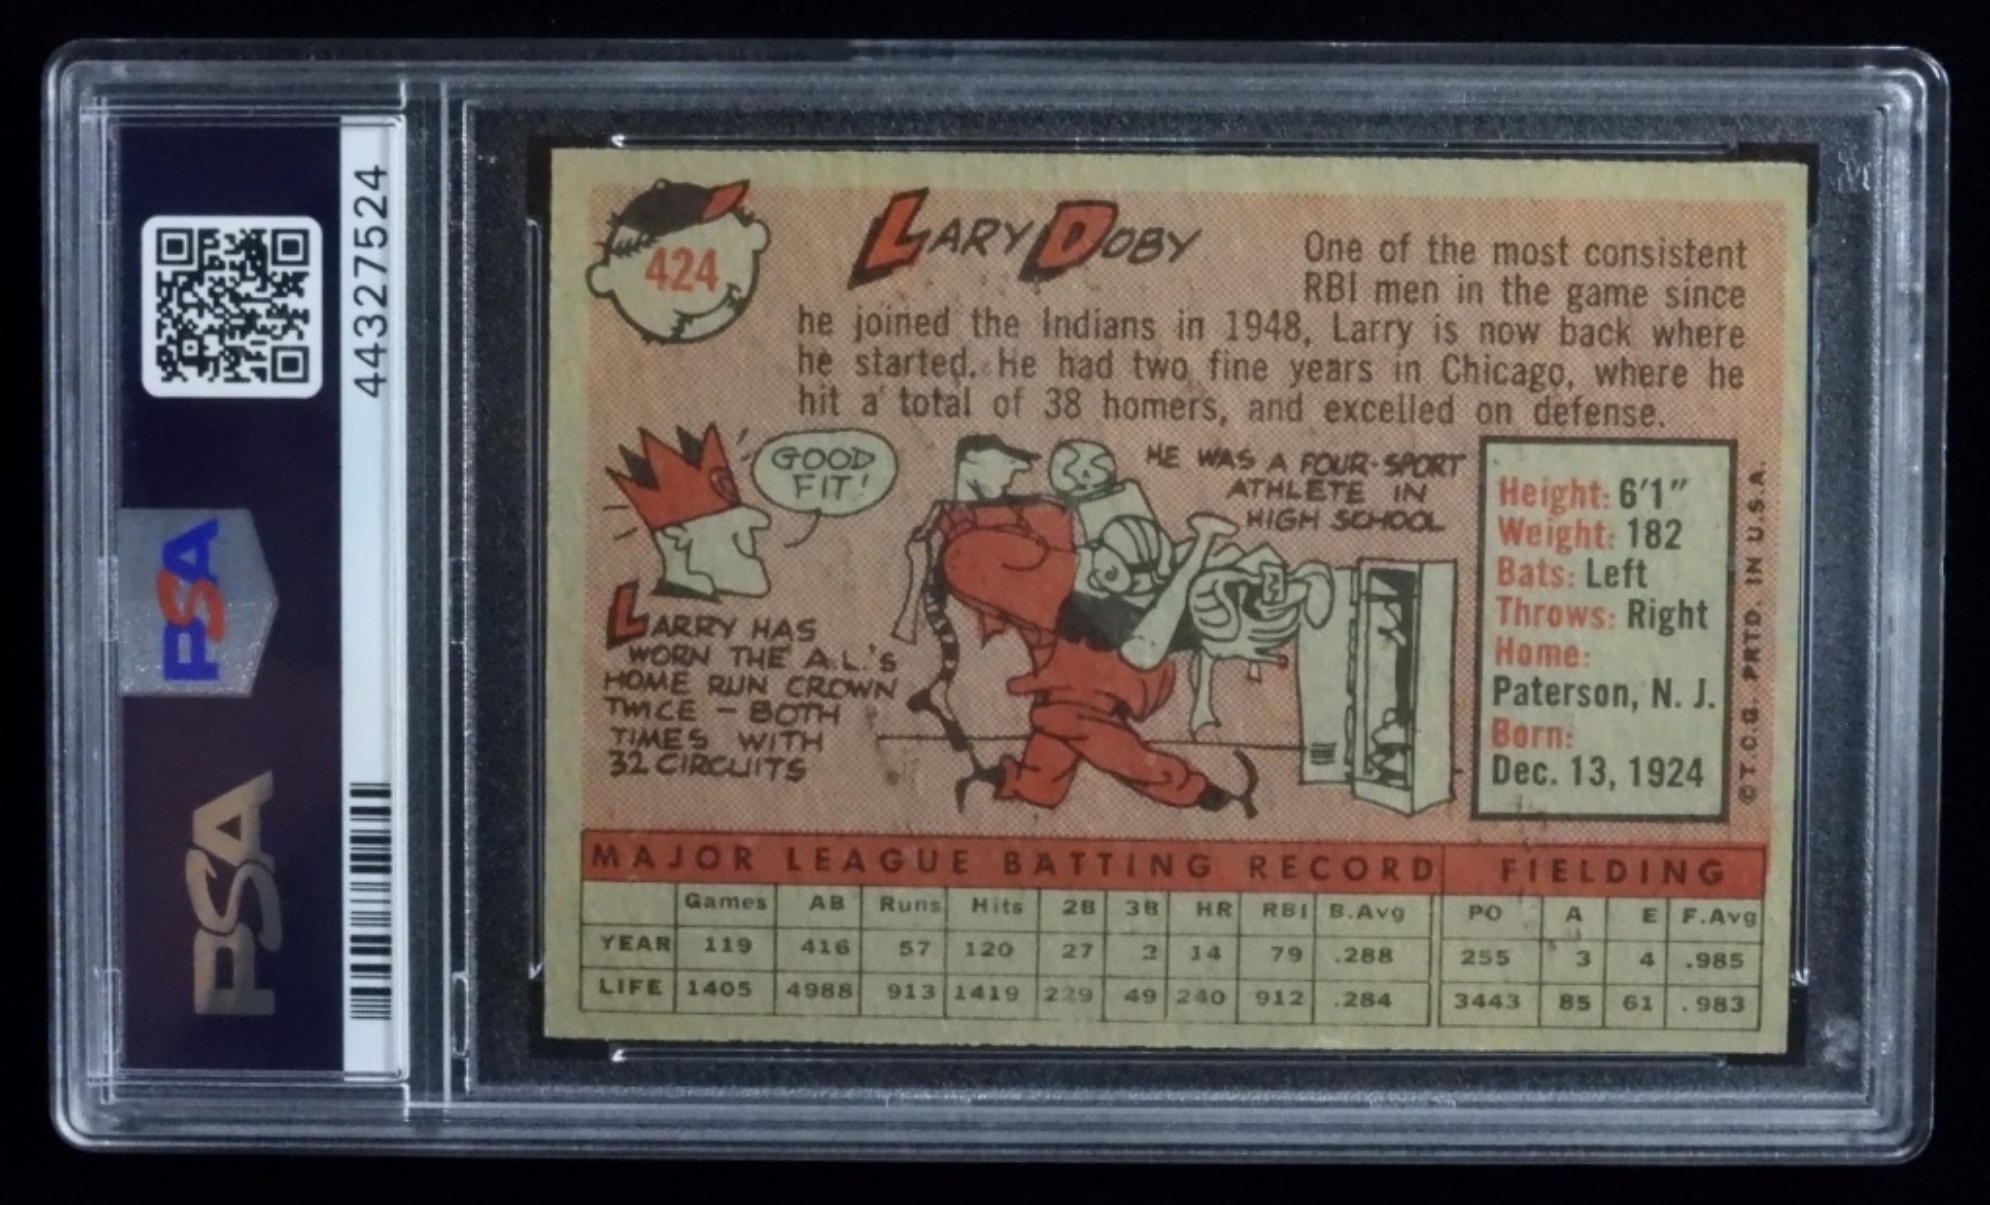 44327524
PSA
PSA
424
LARY DOBY
One of the most consistent
RBI men in the game since
he joined the Indians in 1948, Larry is now back where
he started. He had two fine years in Chicago, where he
hit a total of 38 homers, and excelled on defense.
GOOD
FIT!
LARRY HAS
WORN THE A.L.'S
HOME RUN CROWN
TWICE - BOTH
TIMES WITH
32 CIRCUITS
HE WAS A FOUR-SPORT
ATHLETE IN
HIGH SCHOOL
Height: 6'1"
Weight: 182
Bats: Left
Throws: Right
Home:
Paterson, N. J.
Born:
Dec. 13, 1924
© T.C.G. PRTD. IN U.S.A.
MAJOR LEAGUE BATTING RECORD FIELDING
Games AB Runs Hits 2B 3B HR RBI B.Avg PO A E F.Avg
YEAR 119 416 57 120 27 2 14 79 .288 255 3 4 .985
LIFE 1405 4988 913 1419 229 49 240 912 .284 3443 85 61 .983